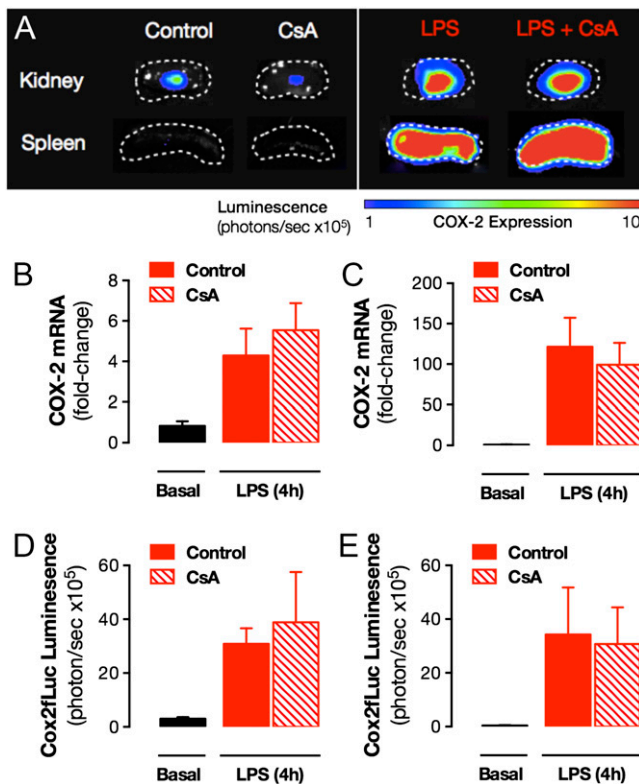 A
Control CsA LPS LPS + CsA
Kidney
Spleen
Luminescence
(photons/sec x10⁵)
1 COX-2 Expression 10
B
COX-2 mRNA
(fold-change)
8
6
4
2
0
Control
CsA
Basal LPS (4h)
C
COX-2 mRNA
(fold-change)
200
150
100
50
0
Control
CsA
Basal LPS (4h)
D
Cox2fLuc Luminesence
(photon/sec x10⁵)
60
40
20
0
Control
CsA
Basal LPS (4h)
E
Cox2fLuc Luminesence
(photon/sec x10⁵)
60
40
20
0
Control
CsA
Basal LPS (4h)